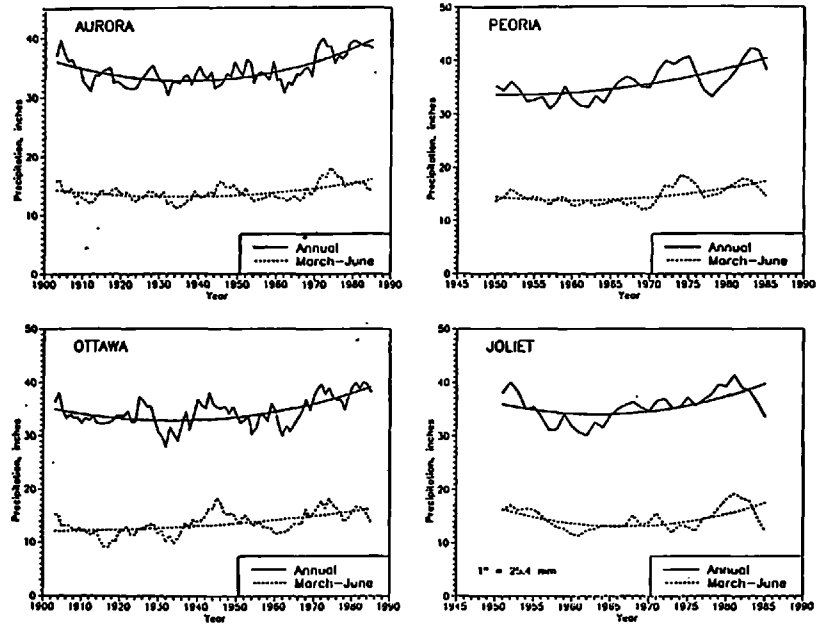 AURORA
40
30
20
10
0
Precipitation, inches
Annual
March-June
1900 1910 1920 1930 1940 1950 1960 1970 1980 1990
Year
PEORIA
50
40
30
20
10
0
Precipitation, inches
Annual
March-June
1945 1950 1955 1960 1965 1970 1975 1980 1985 1990
Year
OTTAWA
50
40
30
20
10
0
Precipitation, inches
Annual
March-June
1900 1910 1920 1930 1940 1950 1960 1970 1980 1990
Year
JOLIET
50
40
30
20
10
0
Precipitation, inches
1" = 25.4 mm
Annual
March-June
1945 1950 1955 1960 1965 1970 1975 1980 1985 1990
Year